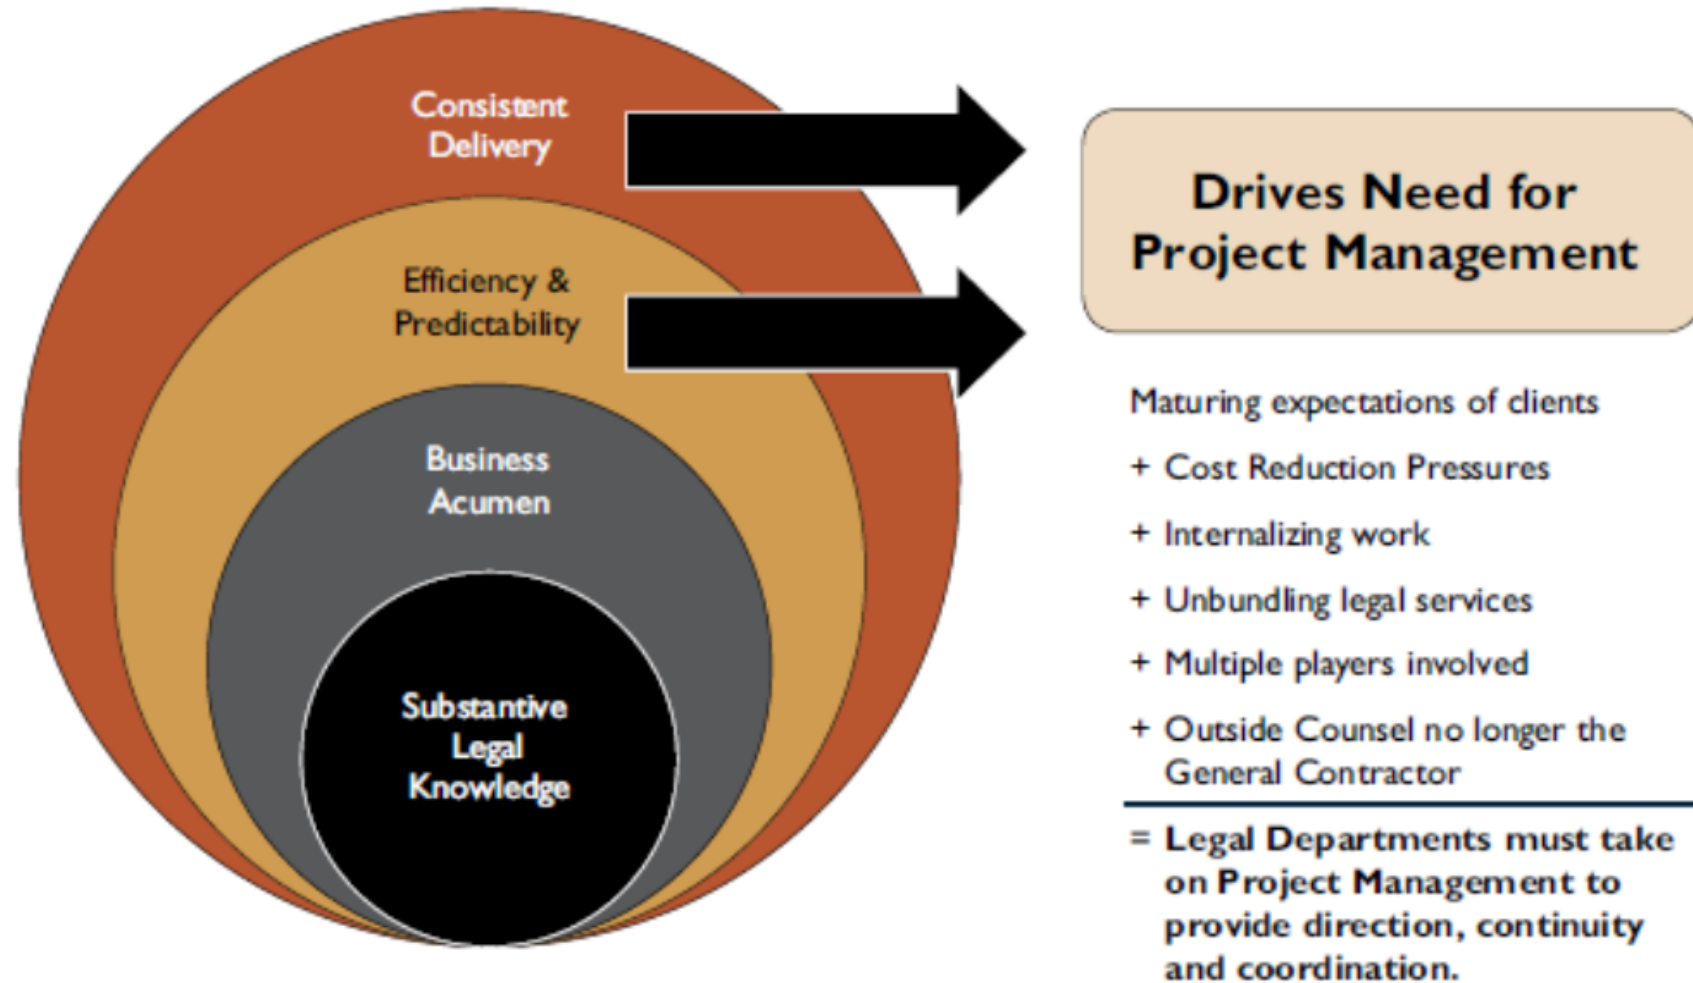 Consistent
Delivery
Efficiency &
Predictability
Business
Acumen
Substantive
Legal
Knowledge
Drives Need for
Project Management
Maturing expectations of clients
+ Cost Reduction Pressures
+ Internalizing work
+ Unbundling legal services
+ Multiple players involved
+ Outside Counsel no longer the
General Contractor
= Legal Departments must take
on Project Management to
provide direction, continuity
and coordination.